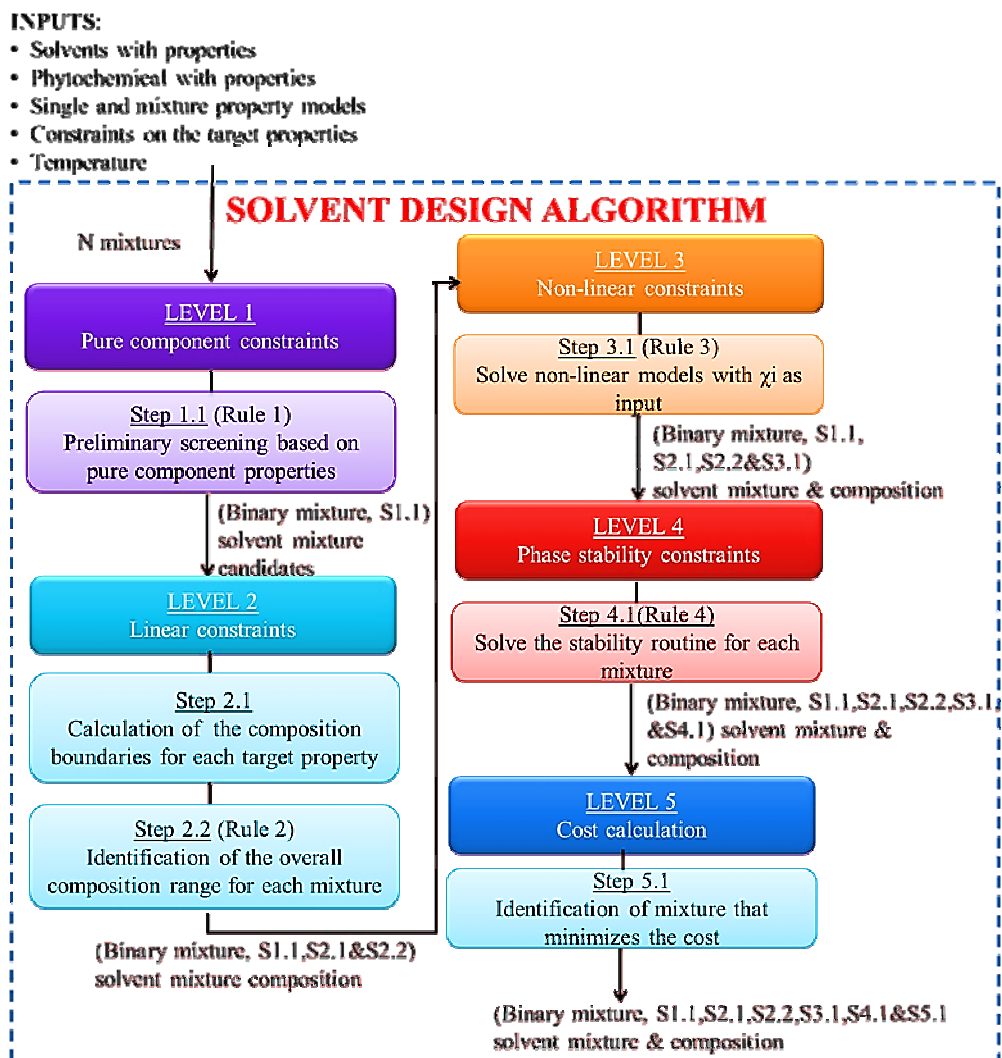 INPUTS:
• Solvents with properties
• Phytochemical with properties
• Single and mixture property models
• Constraints on the target properties
• Temperature
SOLVENT DESIGN ALGORITHM
N mixtures
LEVEL 1
Pure component constraints
Step 1.1 (Rule 1)
Preliminary screening based on
pure component properties
(Binary mixture, S1.1)
solvent mixture
candidates
LEVEL 2
Linear constraints
Step 2.1
Calculation of the composition
boundaries for each target property
Step 2.2 (Rule 2)
Identification of the overall
composition range for each mixture
(Binary mixture, S1.1,S2.1&S2.2)
solvent mixture composition
LEVEL 3
Non-linear constraints
Step 3.1 (Rule 3)
Solve non-linear models with χi as
input
(Binary mixture, S1.1,
S2.1,S2.2&S3.1)
solvent mixture & composition
LEVEL 4
Phase stability constraints
Step 4.1(Rule 4)
Solve the stability routine for each
mixture
(Binary mixture, S1.1,S2.1,S2.2,S3.1,
&S4.1) solvent mixture &
composition
LEVEL 5
Cost calculation
Step 5.1
Identification of mixture that
minimizes the cost
(Binary mixture, S1.1,S2.1,S2.2,S3.1,S4.1&S5.1
solvent mixture & composition